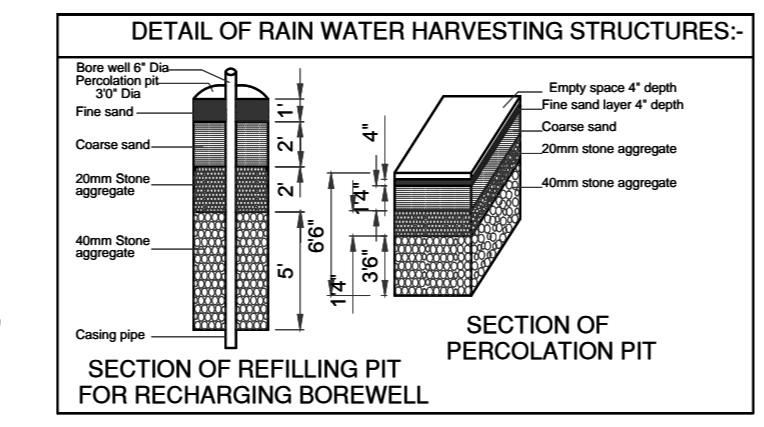 DETAIL OF RAIN WATER HARVESTING STRUCTURES:-
Bore well 6" Dia
Percolation pit
3'0" Dia
Fine sand
Coarse sand
20mm Stone
aggregate
40mm Stone
aggregate
Casing pipe
1'
2'
2'
5'
SECTION OF REFILLING PIT
FOR RECHARGING BOREWELL
6'6"
4"
1'4"
1'4"
3'6"
Empty space 4" depth
Fine sand layer 4" depth
Coarse sand
20mm stone aggregate
40mm stone aggregate
SECTION OF
PERCOLATION PIT